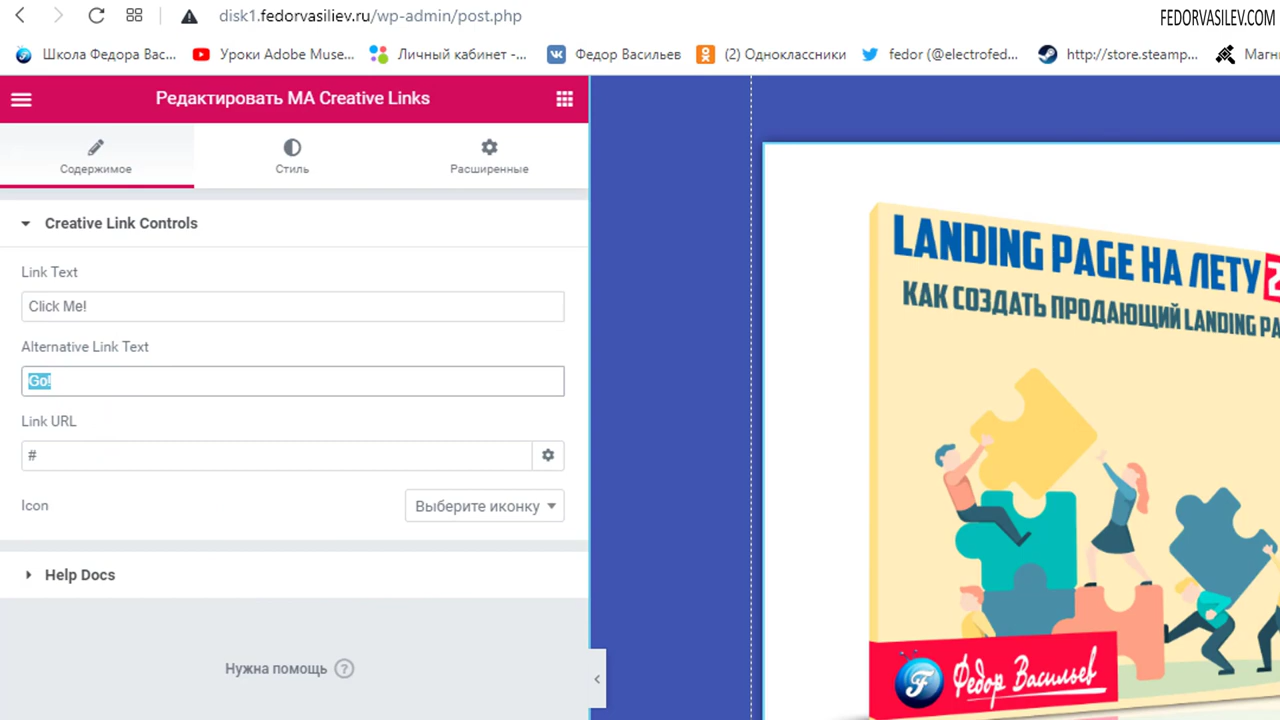 disk1.fedorvasiliev.ru/wp-admin/post.php
FEDORVASILEV.COM
Школа Федора Вас...
Уроки Adobe Muse...
Личный кабинет -...
Федор Васильев
(2) Одноклассники
fedor (@electrofed...
http://store.steamp...
Магни
Редактировать MA Creative Links
Содержимое
Стиль
Расширенные
Creative Link Controls
Link Text
Click Me!
Alternative Link Text
Go!
Link URL
#
Icon
Выберите иконку
Help Docs
Нужна помощь ?
LANDING PAGE НА ЛЕТУ 2
КАК СОЗДАТЬ ПРОДАЮЩИЙ LANDING PA
Федор Васильев